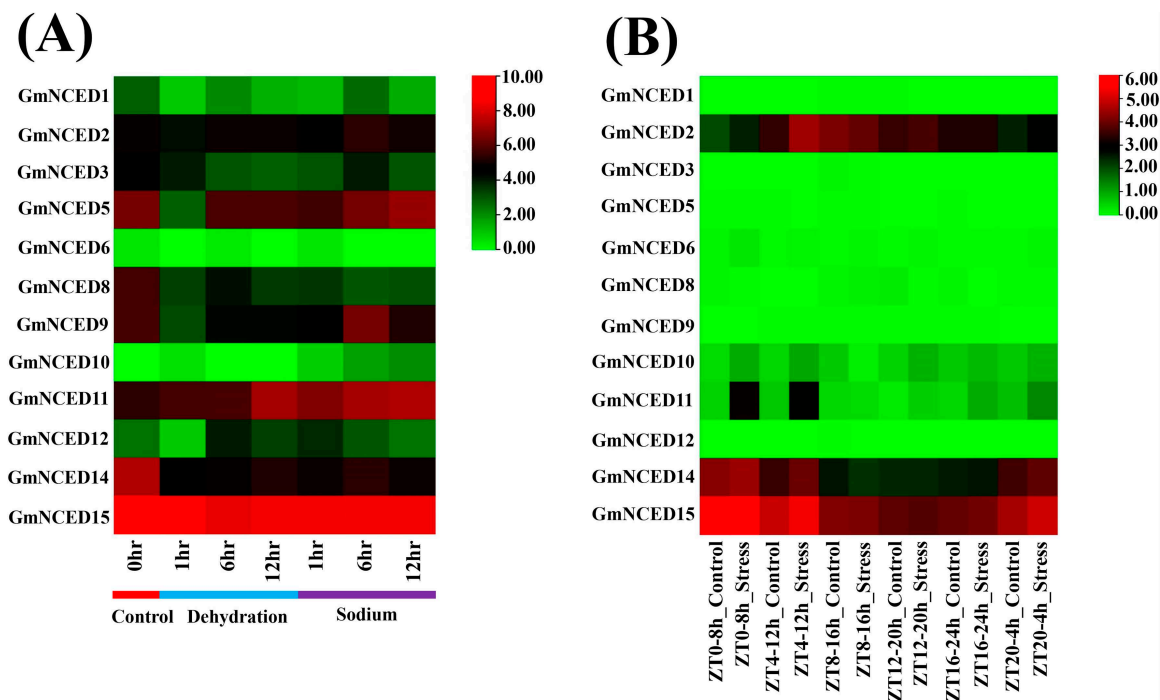 (A)
GmNCED1
GmNCED2
GmNCED3
GmNCED5
GmNCED6
GmNCED8
GmNCED9
GmNCED10
GmNCED11
GmNCED12
GmNCED14
GmNCED15
10.00
8.00
6.00
4.00
2.00
0.00
0hr
1hr
6hr
12hr
1hr
6hr
12hr
Control
Dehydration
Sodium
(B)
GmNCED1
GmNCED2
GmNCED3
GmNCED5
GmNCED6
GmNCED8
GmNCED9
GmNCED10
GmNCED11
GmNCED12
GmNCED14
GmNCED15
6.00
5.00
4.00
3.00
2.00
1.00
0.00
ZT0-8h_Control
ZT0-8h_Stress
ZT4-12h_Control
ZT4-12h_Stress
ZT8-16h_Control
ZT8-16h_Stress
ZT12-20h_Control
ZT12-20h_Stress
ZT16-24h_Control
ZT16-24h_Stress
ZT20-4h_Control
ZT20-4h_Stress